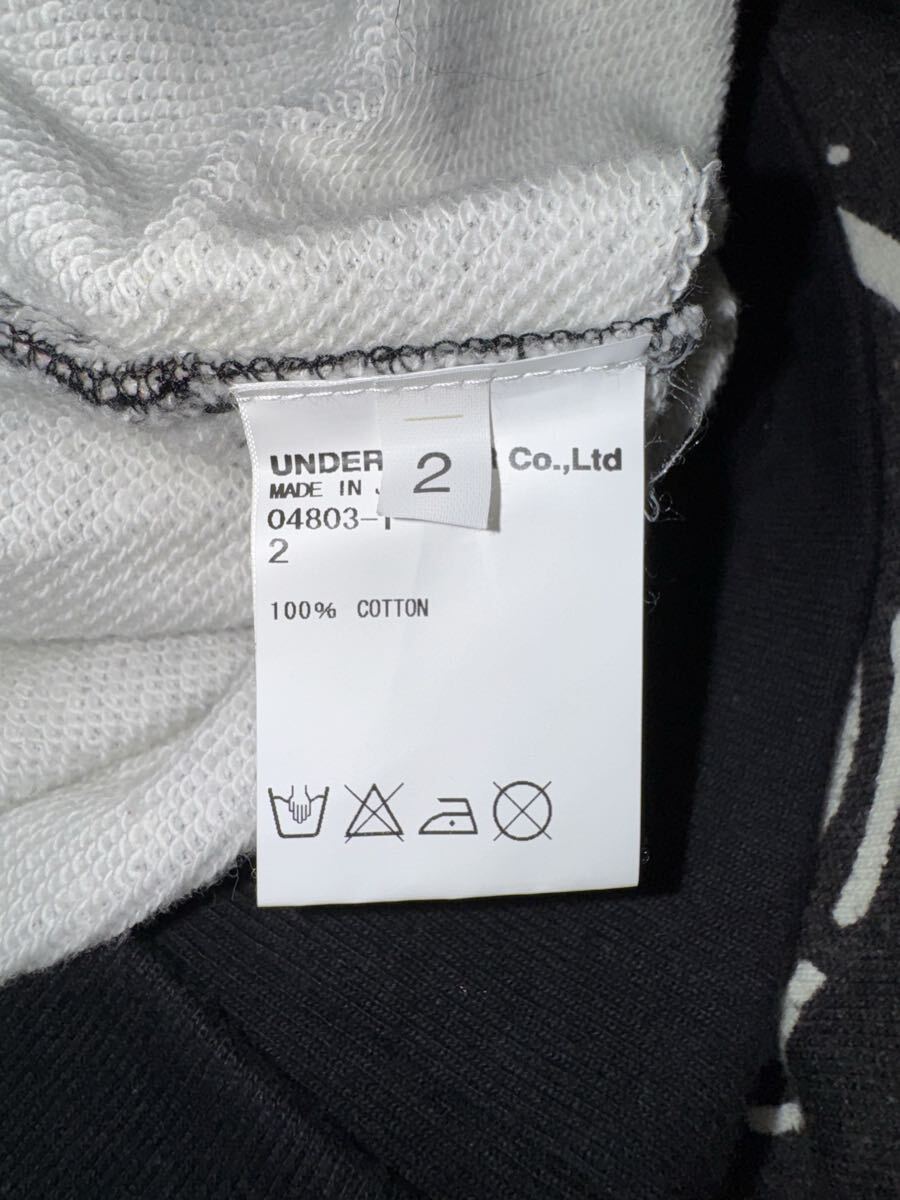 2
UNDER Co.,Ltd
MADE IN
04803-1
2
100% COTTON